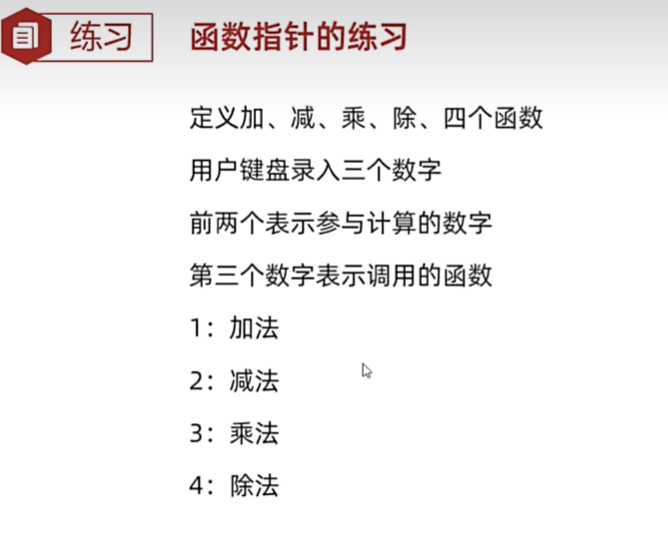 练习
函数指针的练习
定义加、减、乘、除、四个函数
用户键盘录入三个数字
前两个表示参与计算的数字
第三个数字表示调用的函数
1：加法
2：减法
3：乘法
4：除法